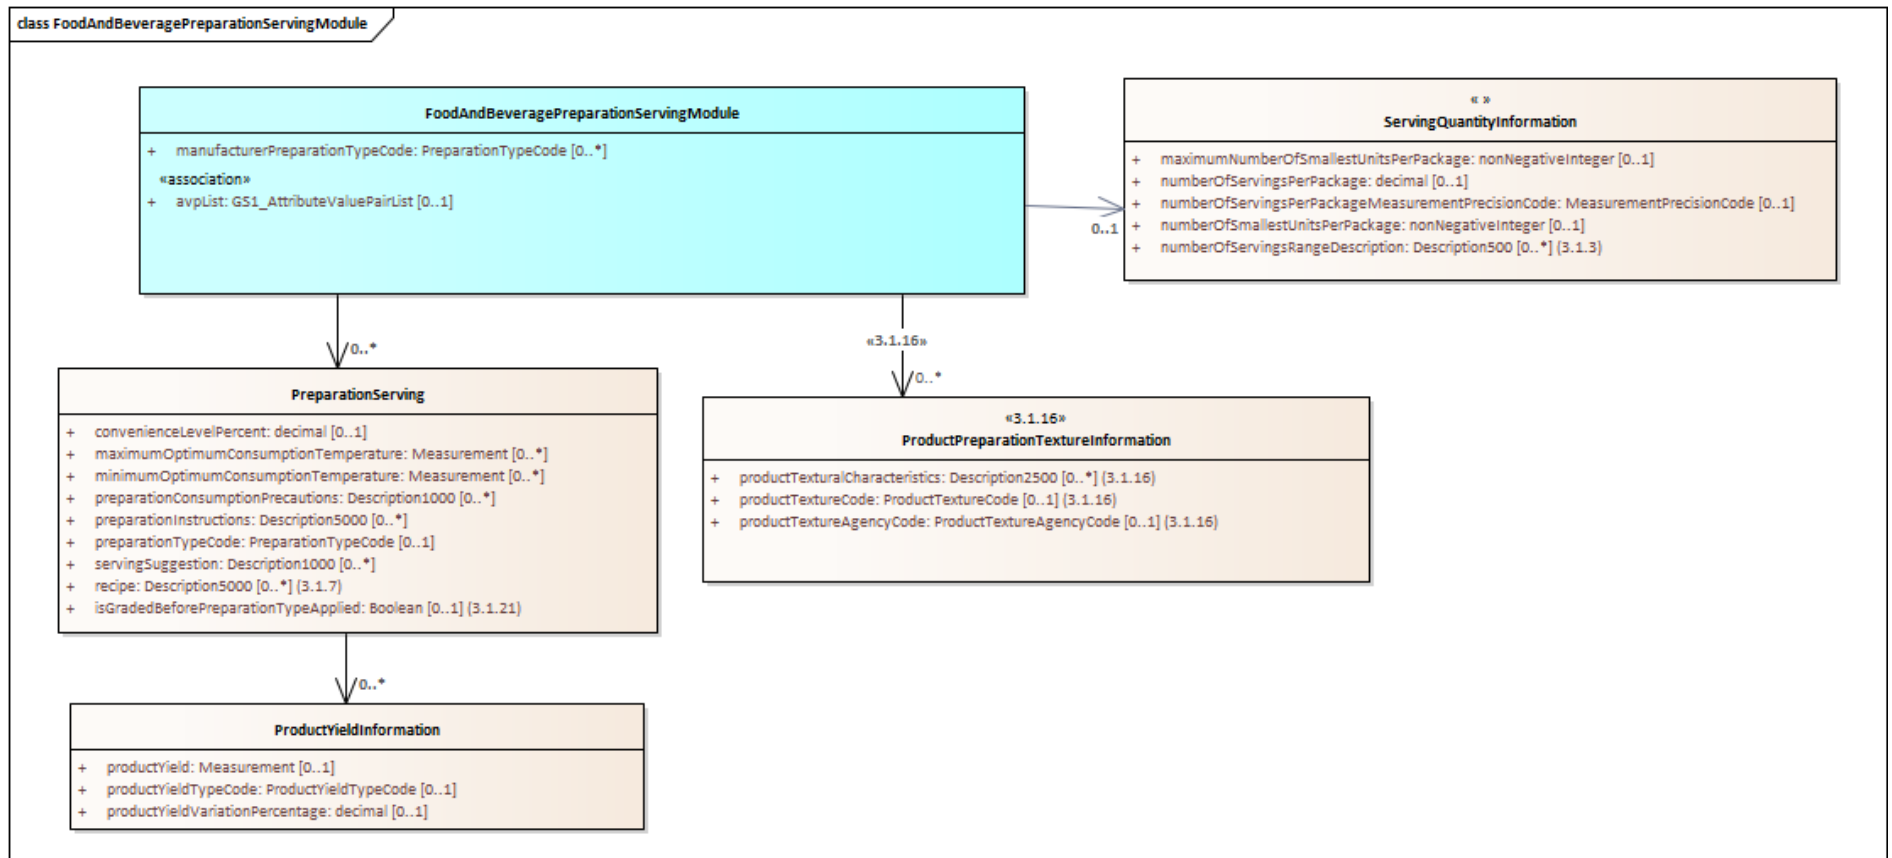 class FoodAndBeveragePreparationServingModule
FoodAndBeveragePreparationServingModule
+ manufacturerPreparationTypeCode: PreparationTypeCode [0..*]
«association»
+ avpList: GS1_AttributeValuePairList [0..1]
« »
ServingQuantityInformation
+ maximumNumberOfSmallestUnitsPerPackage: nonNegativeInteger [0..1]
+ numberOfServingsPerPackage: decimal [0..1]
+ numberOfServingsPerPackageMeasurementPrecisionCode: MeasurementPrecisionCode [0..1]
+ numberOfSmallestUnitsPerPackage: nonNegativeInteger [0..1]
+ numberOfServingsRangeDescription: Description500 [0..*] (3.1.3)
0..1
0..*
«3.1.16»
0..*
PreparationServing
+ convenienceLevelPercent: decimal [0..1]
+ maximumOptimumConsumptionTemperature: Measurement [0..*]
+ minimumOptimumConsumptionTemperature: Measurement [0..*]
+ preparationConsumptionPrecautions: Description1000 [0..*]
+ preparationInstructions: Description5000 [0..*]
+ preparationTypeCode: PreparationTypeCode [0..1]
+ servingSuggestion: Description1000 [0..*]
+ recipe: Description5000 [0..*] (3.1.7)
+ isGradedBeforePreparationTypeApplied: Boolean [0..1] (3.1.21)
«3.1.16»
ProductPreparationTextureInformation
+ productTexturalCharacteristics: Description2500 [0..*] (3.1.16)
+ productTextureCode: ProductTextureCode [0..1] (3.1.16)
+ productTextureAgencyCode: ProductTextureAgencyCode [0..1] (3.1.16)
0..*
ProductYieldInformation
+ productYield: Measurement [0..1]
+ productYieldTypeCode: ProductYieldTypeCode [0..1]
+ productYieldVariationPercentage: decimal [0..1]